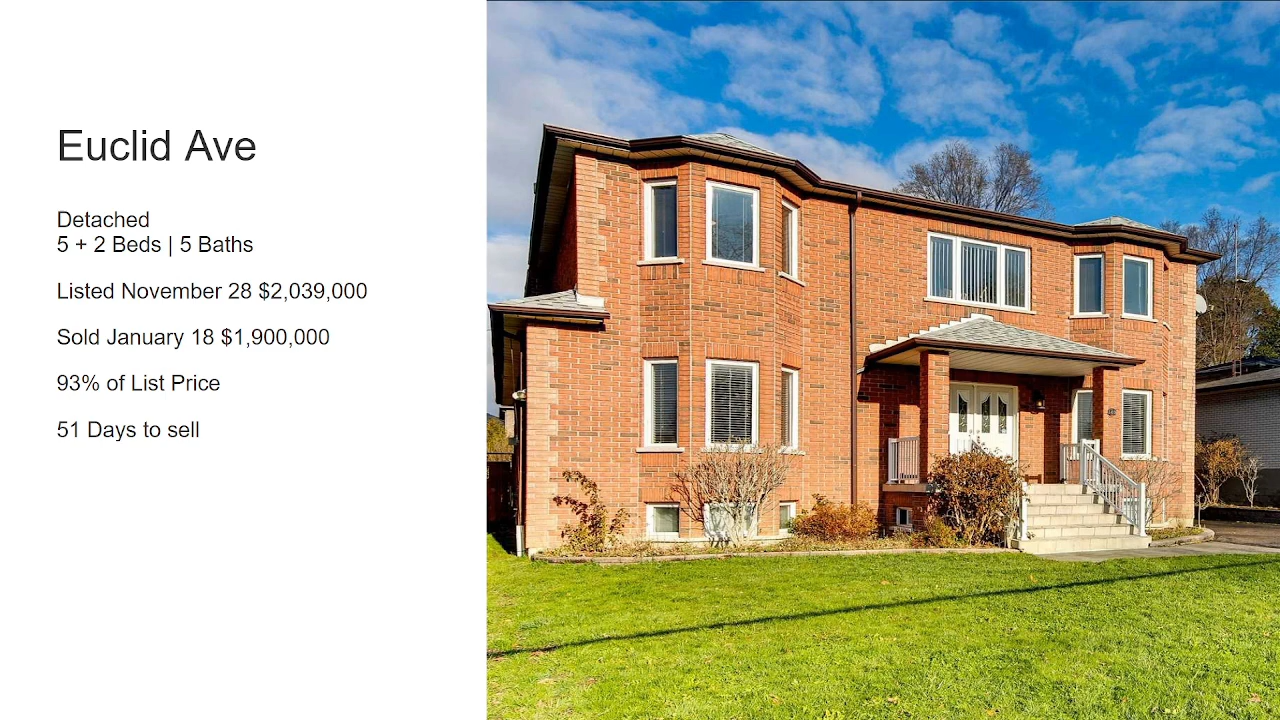 Euclid Ave
Detached
5 + 2 Beds | 5 Baths
Listed November 28 $2,039,000
Sold January 18 $1,900,000
93% of List Price
51 Days to sell